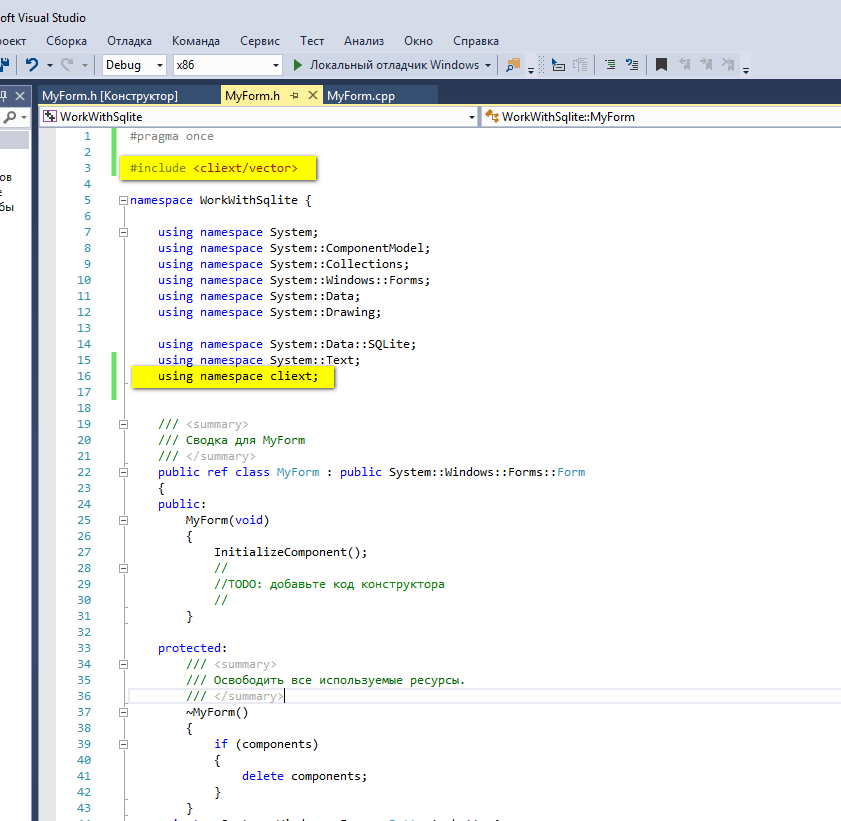 oft Visual Studio
роект Сборка Отладка Команда Сервис Тест Анализ Окно Справка
Debug x86 Локальный отладчик Windows
MyForm.h [Конструктор] MyForm.h MyForm.cpp
WorkWithSqlite WorkWithSqlite::MyForm
1 #pragma once
2
3 #include <cliext/vector>
4
ов
5 namespace WorkWithSqlite {
е
6
бы
7 using namespace System;
8 using namespace System::ComponentModel;
9 using namespace System::Collections;
10 using namespace System::Windows::Forms;
11 using namespace System::Data;
12 using namespace System::Drawing;
13
14 using namespace System::Data::SQLite;
15 using namespace System::Text;
16 using namespace cliext;
17
18
19 /// <summary>
20 /// Сводка для MyForm
21 /// </summary>
22 public ref class MyForm : public System::Windows::Forms::Form
23 {
24 public:
25 MyForm(void)
26 {
27 InitializeComponent();
28 //
29 //TODO: добавьте код конструктора
30 //
31 }
32
33 protected:
34 /// <summary>
35 /// Освободить все используемые ресурсы.
36 /// </summary>
37 ~MyForm()
38 {
39 if (components)
40 {
41 delete components;
42 }
43 }